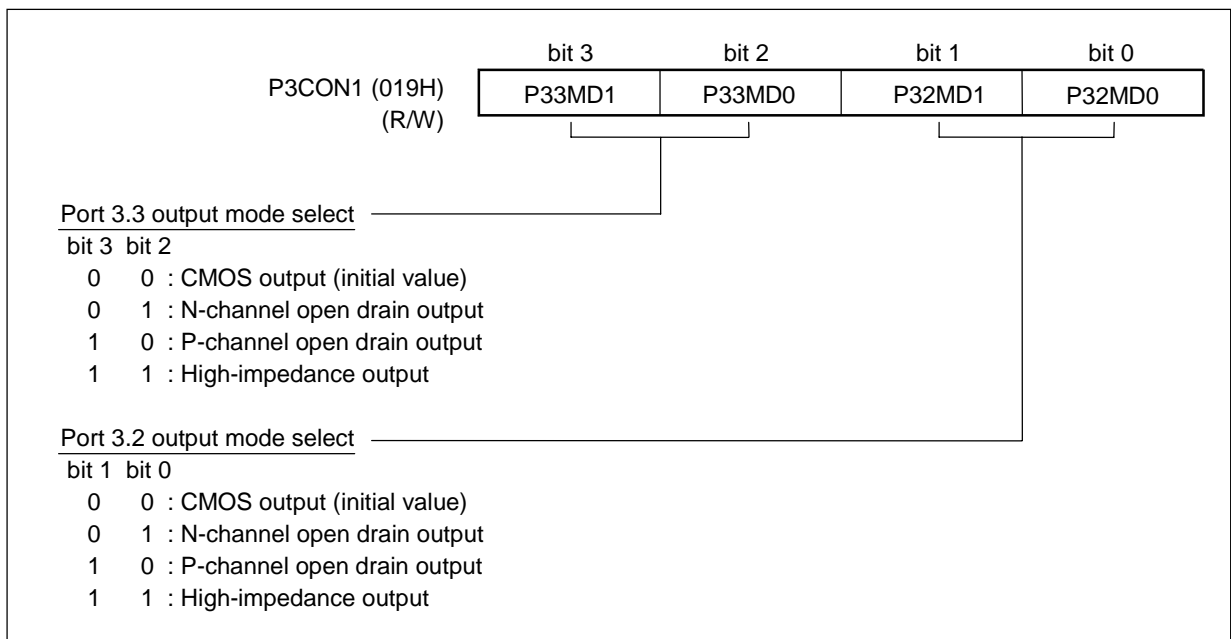 bit 3 bit 2 bit 1 bit 0
P3CON1 (019H) P33MD1 P33MD0 P32MD1 P32MD0
(R/W)
Port 3.3 output mode select
bit 3 bit 2
0 0 : CMOS output (initial value)
0 1 : N-channel open drain output
1 0 : P-channel open drain output
1 1 : High-impedance output
Port 3.2 output mode select
bit 1 bit 0
0 0 : CMOS output (initial value)
0 1 : N-channel open drain output
1 0 : P-channel open drain output
1 1 : High-impedance output